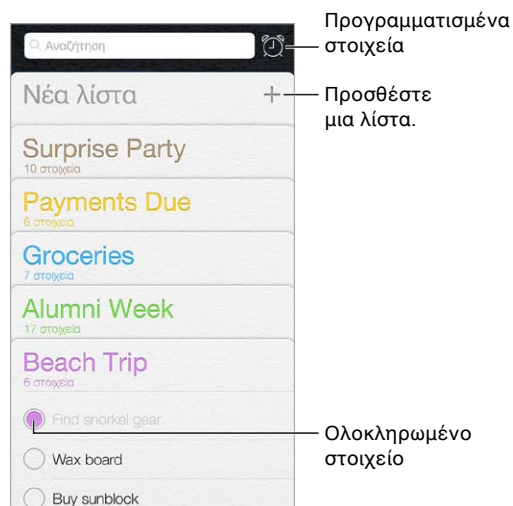 Προγραμματισμένα
στοιχεία
Αναζήτηση
Νέα λίστα
Προσθέστε
μια λίστα.
Surprise Party
10 στοιχεία
Payments Due
6 στοιχεία
Groceries
7 στοιχεία
Alumni Week
17 στοιχεία
Beach Trip
6 στοιχεία
Find snorkel gear
Ολοκληρωμένο
στοιχείο
Wax board
Buy sunblock